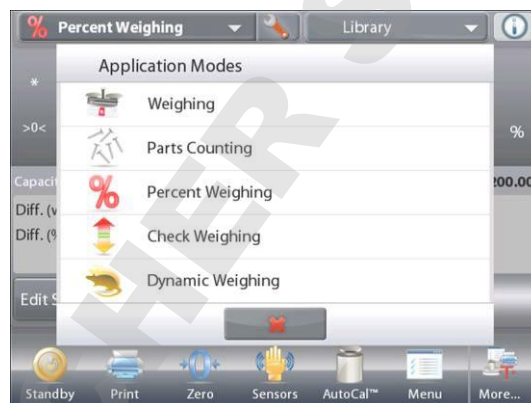 % Percent Weighing Library
Application Modes
*
Weighing
>0<
Parts Counting
%
% Percent Weighing
Capacit
200.00
Diff. (w
Check Weighing
Diff. (%
Dynamic Weighing
Edit S
Standby Print Zero Sensors AutoCal™ Menu More...